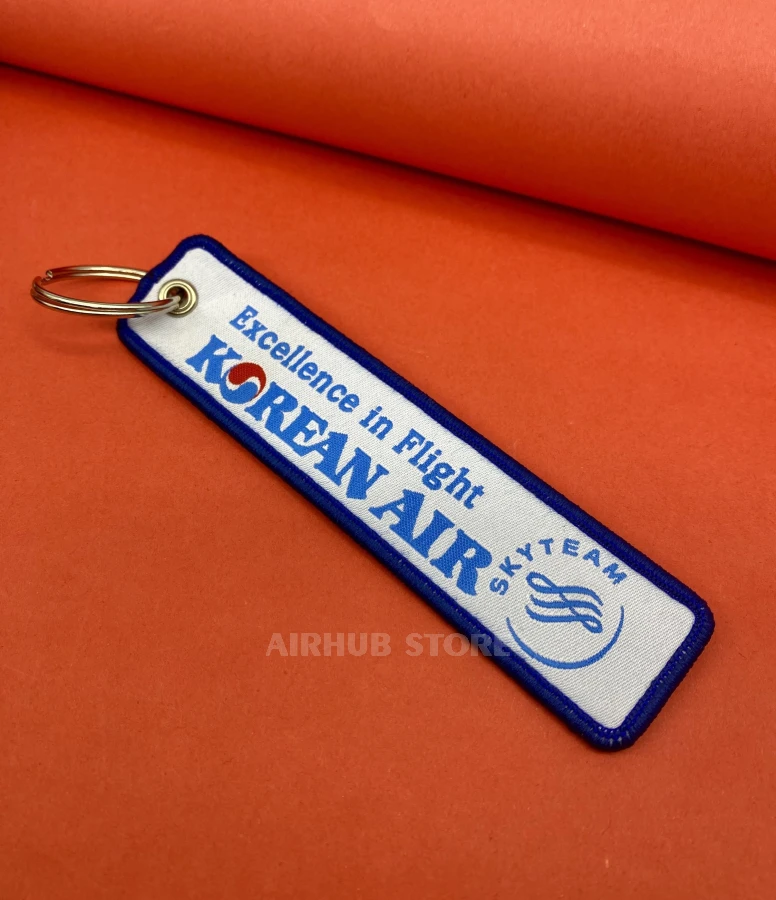 Excellence in Flight
KOREAN AIR
SKYTEAM
AIRHUB STORE